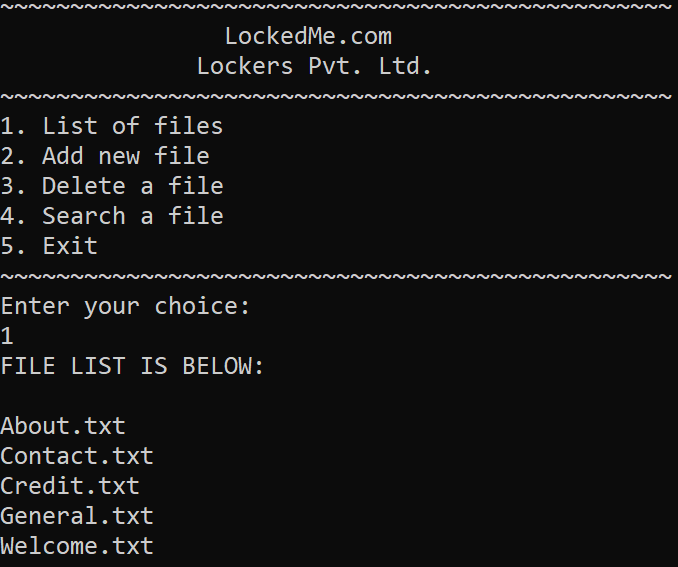 ~~~~~~~~~~~~~~~~~~~~~~~~~~~~~~~~~~~~~~~~~~~~~~~~
LockedMe.com
Lockers Pvt. Ltd.
~~~~~~~~~~~~~~~~~~~~~~~~~~~~~~~~~~~~~~~~~~~~~~~~
1. List of files
2. Add new file
3. Delete a file
4. Search a file
5. Exit
~~~~~~~~~~~~~~~~~~~~~~~~~~~~~~~~~~~~~~~~~~~~~~~~
Enter your choice:
1
FILE LIST IS BELOW:
About.txt
Contact.txt
Credit.txt
General.txt
Welcome.txt